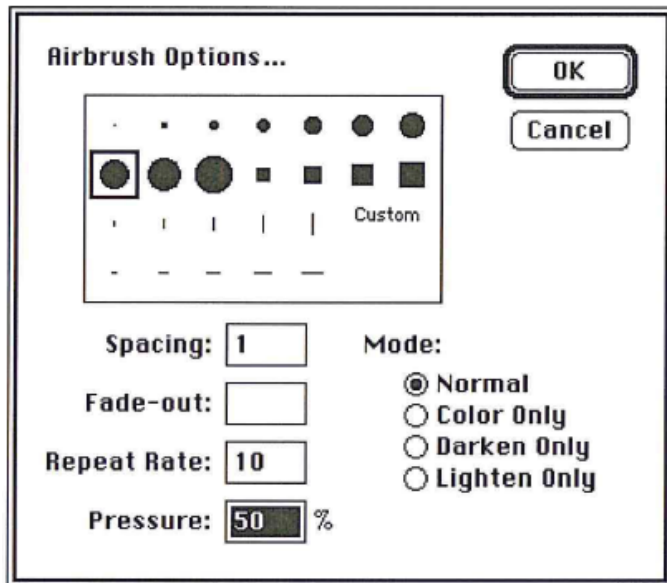 Airbrush Options...
OK
Cancel
Custom
Spacing: 1
Fade-out:
Repeat Rate: 10
Pressure: 50 %
Mode:
Normal
Color Only
Darken Only
Lighten Only